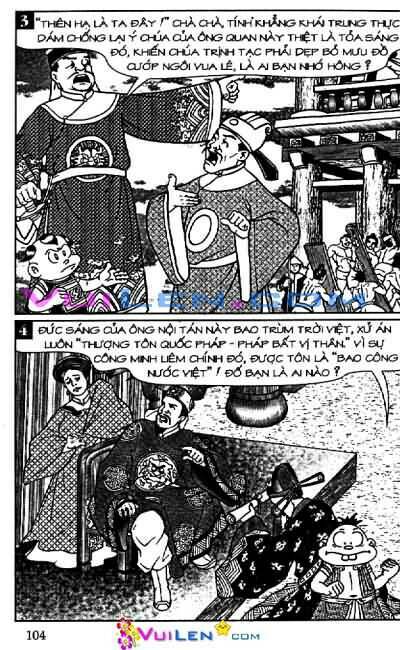 3
"THIÊN HẠ LÀ TA ĐÂY!" CHÀ CHÀ, TÍNH KHẲNG KHÁI TRUNG THỰC
DÁM CHỐNG LẠI Ý CHÚA CỦA ÔNG QUAN NÀY THIỆT LÀ TỎA SÁNG
ĐÓ, KHIẾN CHÚA TRỊNH TẠC PHẢI DẸP BỎ MƯU ĐỒ
CƯỚP NGÔI VUA LÊ, LÀ AI BẠN NHỚ HÔNG?
VUILEN.COM
4
ĐỨC SÁNG CỦA ÔNG NỘI TÁN NÀY BAO TRÙM TRỜI VIỆT, XỬ ÁN
LUÔN "THƯỢNG TÔN QUỐC PHÁP - PHÁP BẤT VỊ THÂN." VÌ SỰ
CÔNG MINH LIÊM CHÍNH ĐÓ, ĐƯỢC TÔN LÀ "BAO CÔNG
NƯỚC VIỆT"! ĐỐ BẠN LÀ AI NÀO?
104
VUILEN.COM